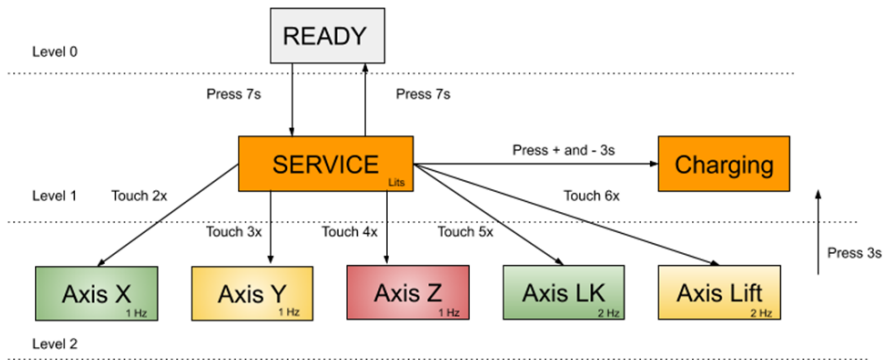 READY
Level 0
Press 7s
Press 7s
SERVICE
Lits
Press + and - 3s
Charging
Level 1
Touch 2x
Touch 6x
Touch 3x
Touch 4x
Touch 5x
Press 3s
Axis X
1 Hz
Axis Y
1 Hz
Axis Z
1 Hz
Axis LK
2 Hz
Axis Lift
2 Hz
Level 2